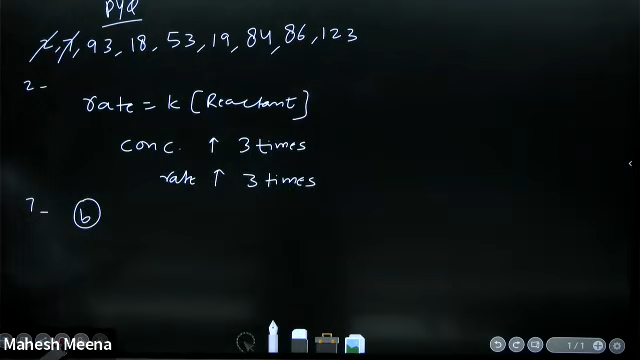 PYQ
2, 7, 93, 18, 53, 19, 84, 86, 123
2-
rate = k [Reactant]
conc. ↑ 3 times
rate ↑ 3 times
7- b
Mahesh Meena
1/1